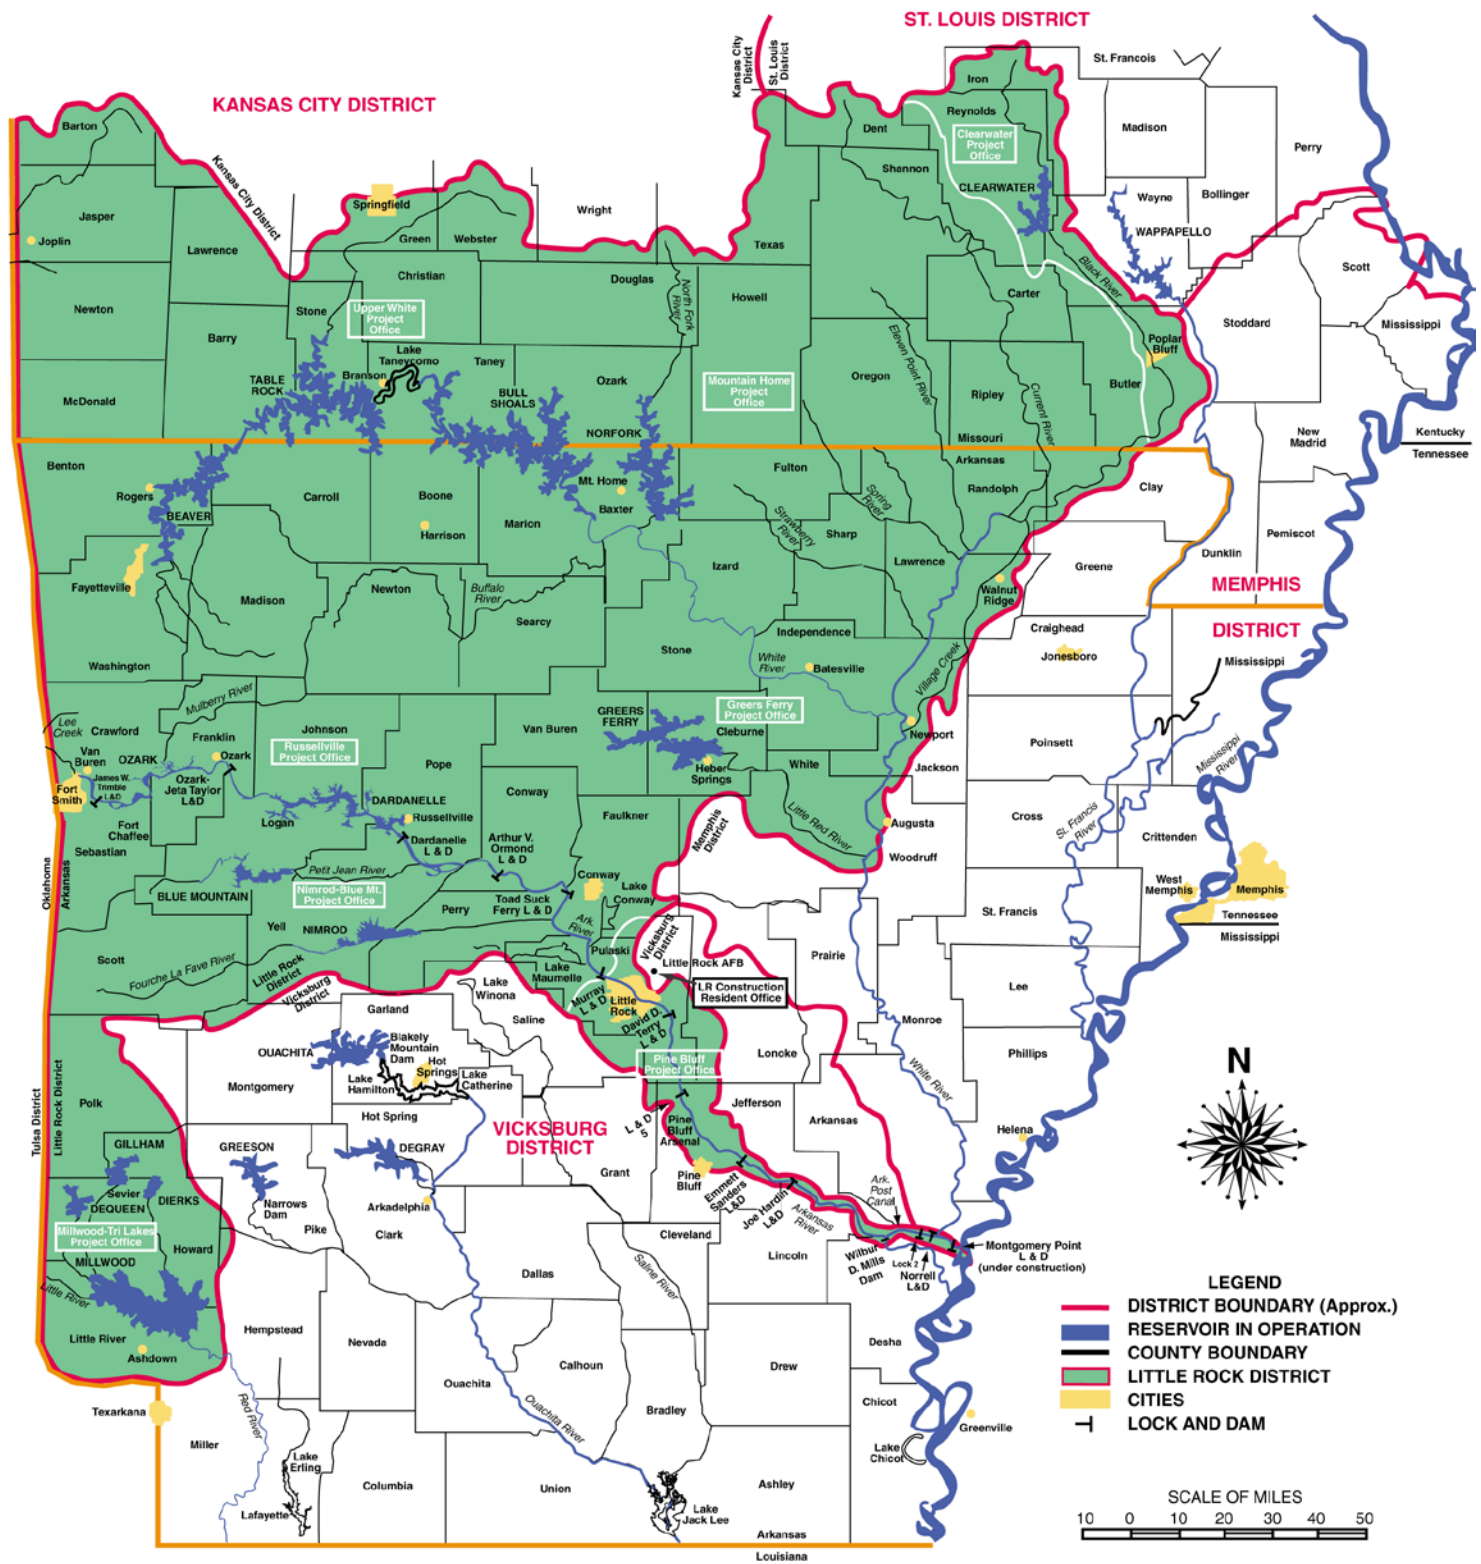 ST. LOUIS DISTRICT
Kansas City
District
St. Louis
District
St. Francois
Iron
KANSAS CITY DISTRICT
Barton
Kansas City District
Dent
Reynolds
Clearwater
Project
Office
Madison
Perry
Shannon
CLEARWATER
Wayne
Bollinger
WAPPAPELLO
Springfield
Wright
Jasper
Joplin
Lawrence
Green
Webster
Texas
Christian
Douglas
Howell
North Fork
River
Black River
Scott
Carter
Newton
Stone
Upper White
Project
Office
Barry
Stoddard
Mississippi
Poplar
Bluff
Lake
Taneycomo
Taney
Branson
TABLE
ROCK
Ozark
BULL
SHOALS
Mountain Home
Project
Office
Oregon
Eleven Point River
Ripley
Current River
Butler
McDonald
NORFORK
Missouri
Arkansas
New
Madrid
Kentucky
Tennessee
Benton
Rogers
BEAVER
Carroll
Boone
Harrison
Marion
Mt. Home
Baxter
Fulton
Randolph
Clay
Spring
River
Strawberry
River
Sharp
Lawrence
Dunklin
Pemiscot
Fayetteville
Madison
Newton
Buffalo
River
Searcy
Izard
Walnut
Ridge
Greene
MEMPHIS
DISTRICT
Craighead
Jonesboro
Mississippi
Independence
Stone
White
River
Batesville
Village Creek
Washington
Mulberry River
Lee
Creek
Crawford
Van
Buren
OZARK
Franklin
Ozark
Johnson
Russellville
Project Office
Van Buren
GREERS
FERRY
Cleburne
Greers Ferry
Project Office
Heber
Springs
Newport
Poinsett
Mississippi
River
Fort
Smith
James W.
Trimble
L&D
Ozark-
Jeta Taylor
L&D
Pope
White
Jackson
Fort
Chaffee
Logan
DARDANELLE
Russellville
Dardanelle
L & D
Conway
Arthur V.
Ormond
L & D
Faulkner
Memphis
District
Little Red River
Augusta
Woodruff
Cross
St. Francis
River
Crittenden
Sebastian
Oklahoma
Arkansas
BLUE MOUNTAIN
Petit Jean River
Nimrod-Blue Mt.
Project Office
Conway
Toad Suck
Ferry L & D
Lake
Conway
West
Memphis
Memphis
Tennessee
Mississippi
St. Francis
Perry
Yell
NIMROD
Ark.
River
Pulaski
Vicksburg
District
Scott
Fourche La Fave River
Little Rock
District
Vicksburg
District
Lake
Maumelle
Little Rock AFB
LR Construction
Resident Office
Prairie
Lee
Murray
L & D
Little
Rock
David D.
Terry
L & D
Lake
Winona
Saline
Garland
Monroe
OUACHITA
Blakely
Mountain
Dam
Hot
Springs
Lake
Catherine
Lake
Hamilton
Montgomery
Pine Bluff
Project Office
Lonoke
Phillips
White River
Polk
Tulsa District
Little Rock District
Hot Spring
VICKSBURG
DISTRICT
L & D
5
Pine
Bluff
Arsenal
Jefferson
Arkansas
Helena
N
GILLHAM
GREESON
DEGRAY
Grant
Pine
Bluff
Emmett
Sanders
L&D
Joe Hardin
L&D
Ark.
Post
Canal
Sevier
DEQUEEN
DIERKS
Narrows
Dam
Arkadelphia
Pike
Clark
Arkansas
River
Millwood-Tri Lakes
Project Office
Howard
Cleveland
Lincoln
Wilbur
D. Mills
Dam
Lock 2
Norrell
L&D
Montgomery Point
L & D
(under construction)
MILLWOOD
Little River
Dallas
Saline River
Little River
Ashdown
Hempstead
Nevada
Calhoun
Drew
Desha
Ouachita
Ouachita River
Bradley
Chicot
Greenville
Texarkana
Red River
Miller
Lake
Erling
Lafayette
Columbia
Union
Lake
Jack Lee
Ashley
Lake
Chicot
Arkansas
Louisiana
LEGEND
DISTRICT BOUNDARY (Approx.)
RESERVOIR IN OPERATION
COUNTY BOUNDARY
LITTLE ROCK DISTRICT
CITIES
LOCK AND DAM
SCALE OF MILES
10 0 10 20 30 40 50